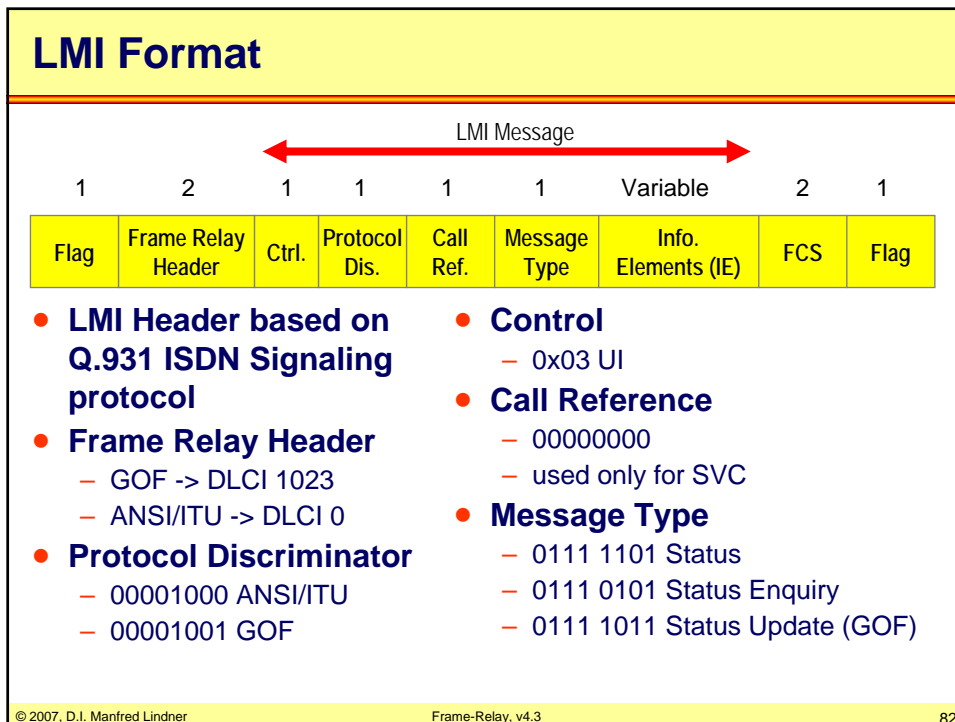 LMI Format
LMI Message
1 2 1 1 1 1 Variable 2 1
Flag Frame Relay Header Ctrl. Protocol Dis. Call Ref. Message Type Info. Elements (IE) FCS Flag
• LMI Header based on
Q.931 ISDN Signaling
protocol
• Frame Relay Header
– GOF -> DLCI 1023
– ANSI/ITU -> DLCI 0
• Protocol Discriminator
– 00001000 ANSI/ITU
– 00001001 GOF
• Control
– 0x03 UI
• Call Reference
– 00000000
– used only for SVC
• Message Type
– 0111 1101 Status
– 0111 0101 Status Enquiry
– 0111 1011 Status Update (GOF)
© 2007, D.I. Manfred Lindner
Frame-Relay, v4.3
82